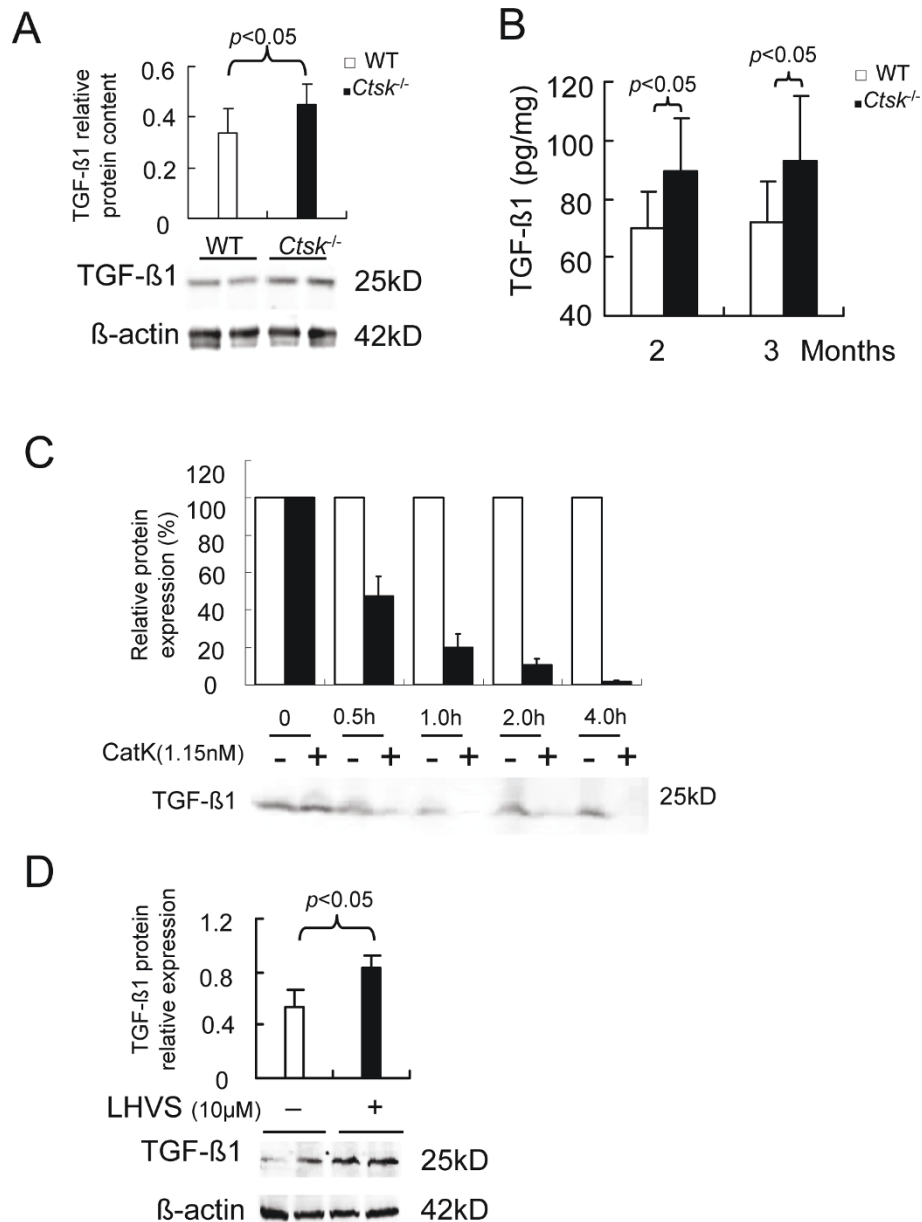 A
p<0.05
WT
Ctsk-/-
TGF-ß1 relative
protein content
0.6
0.4
0.2
0
WT Ctsk-/-
TGF-ß1 25kD
ß-actin 42kD
B
p<0.05 p<0.05
WT
Ctsk-/-
TGF-ß1 (pg/mg)
120
100
80
60
40
2 3 Months
C
Relative protein
expression (%)
120
100
80
60
40
20
0
0 0.5h 1.0h 2.0h 4.0h
CatK(1.15nM) - + - + - + - + - +
TGF-ß1 25kD
D
p<0.05
TGF-ß1 protein
relative expression
1.2
0.8
0.4
0
LHVS (10µM) – +
TGF-ß1 25kD
ß-actin 42kD